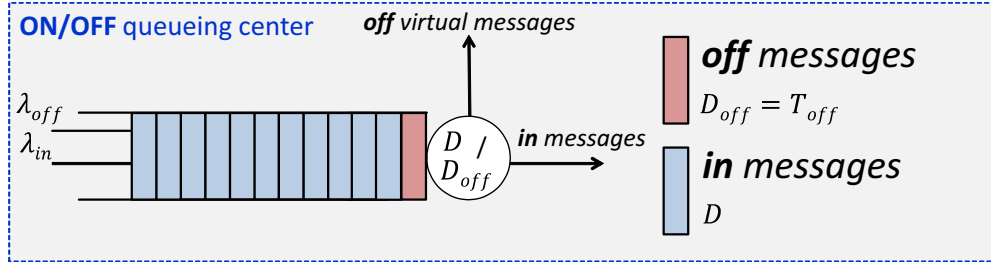 ON/OFF queueing center
off virtual messages
λ_off
λ_in
D /
D_off
in messages
off messages
D_off = T_off
in messages
D